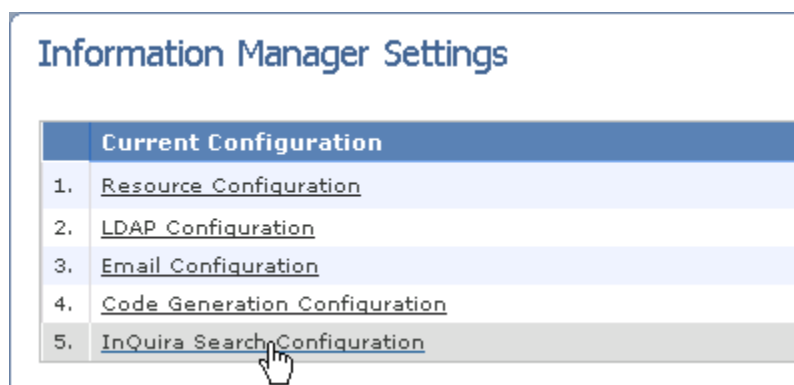 Information Manager Settings
Current Configuration
1. Resource Configuration
2. LDAP Configuration
3. Email Configuration
4. Code Generation Configuration
5. InQuira Search Configuration